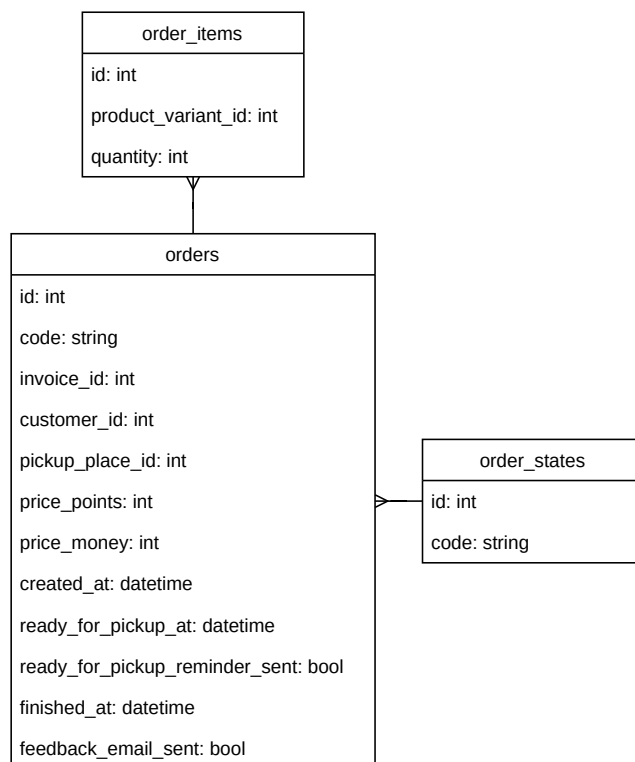 order_items
id: int
product_variant_id: int
quantity: int
orders
id: int
code: string
invoice_id: int
customer_id: int
pickup_place_id: int
price_points: int
price_money: int
created_at: datetime
ready_for_pickup_at: datetime
ready_for_pickup_reminder_sent: bool
finished_at: datetime
feedback_email_sent: bool
order_states
id: int
code: string